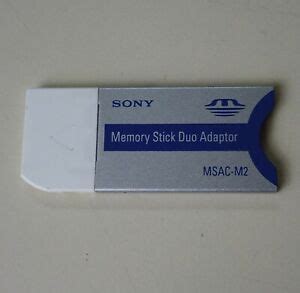 SONY
Memory Stick Duo Adaptor
MSAC-M2